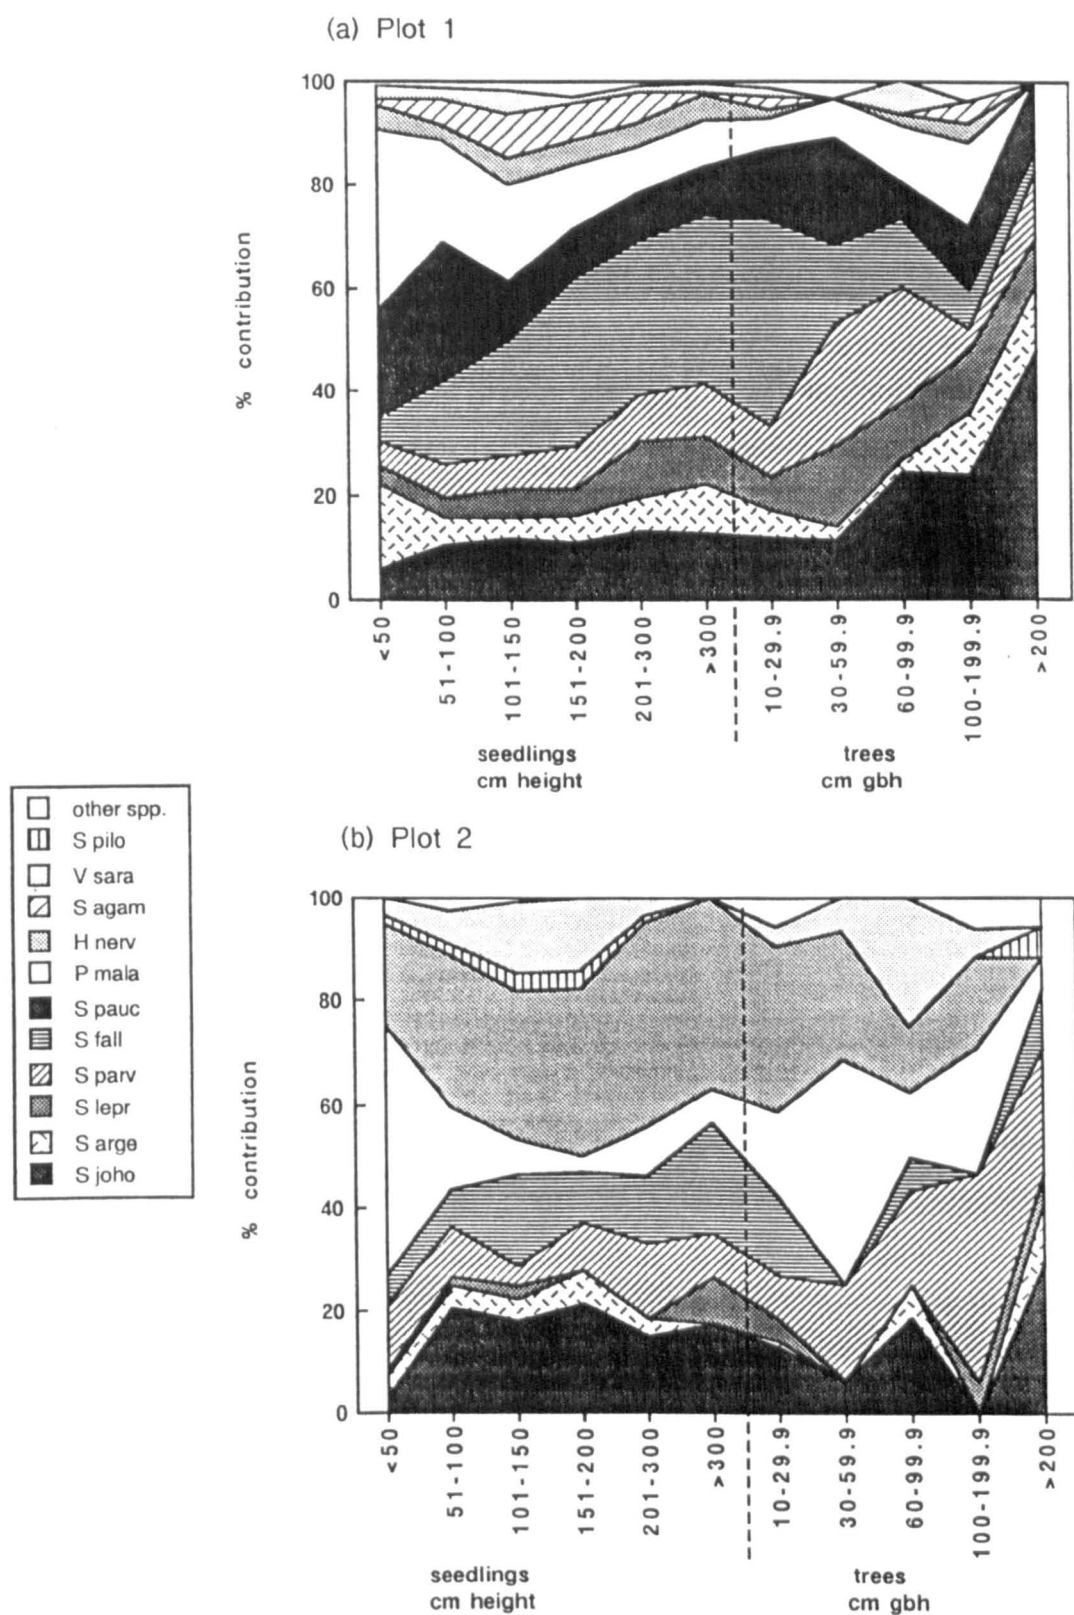 (a) Plot 1
100
80
60
40
20
0
% contribution
<50
51-100
101-150
151-200
201-300
>300
10-29.9
30-59.9
60-99.9
100-199.9
>200
seedlings
cm height
trees
cm gbh
other spp.
S pilo
V sara
S agam
H nerv
P mala
S pauc
S fall
S parv
S lepr
S arge
S joho
(b) Plot 2
100
80
60
40
20
0
% contribution
<50
51-100
101-150
151-200
201-300
>300
10-29.9
30-59.9
60-99.9
100-199.9
>200
seedlings
cm height
trees
cm gbh